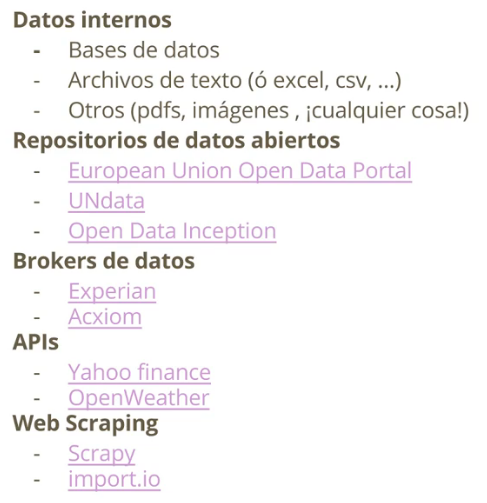 Datos internos
- Bases de datos
- Archivos de texto (ó excel, csv, ...)
- Otros (pdfs, imágenes , ¡cualquier cosa!)
Repositorios de datos abiertos
- European Union Open Data Portal
- UNdata
- Open Data Inception
Brokers de datos
- Experian
- Acxiom
APIs
- Yahoo finance
- OpenWeather
Web Scraping
- Scrapy
- import.io